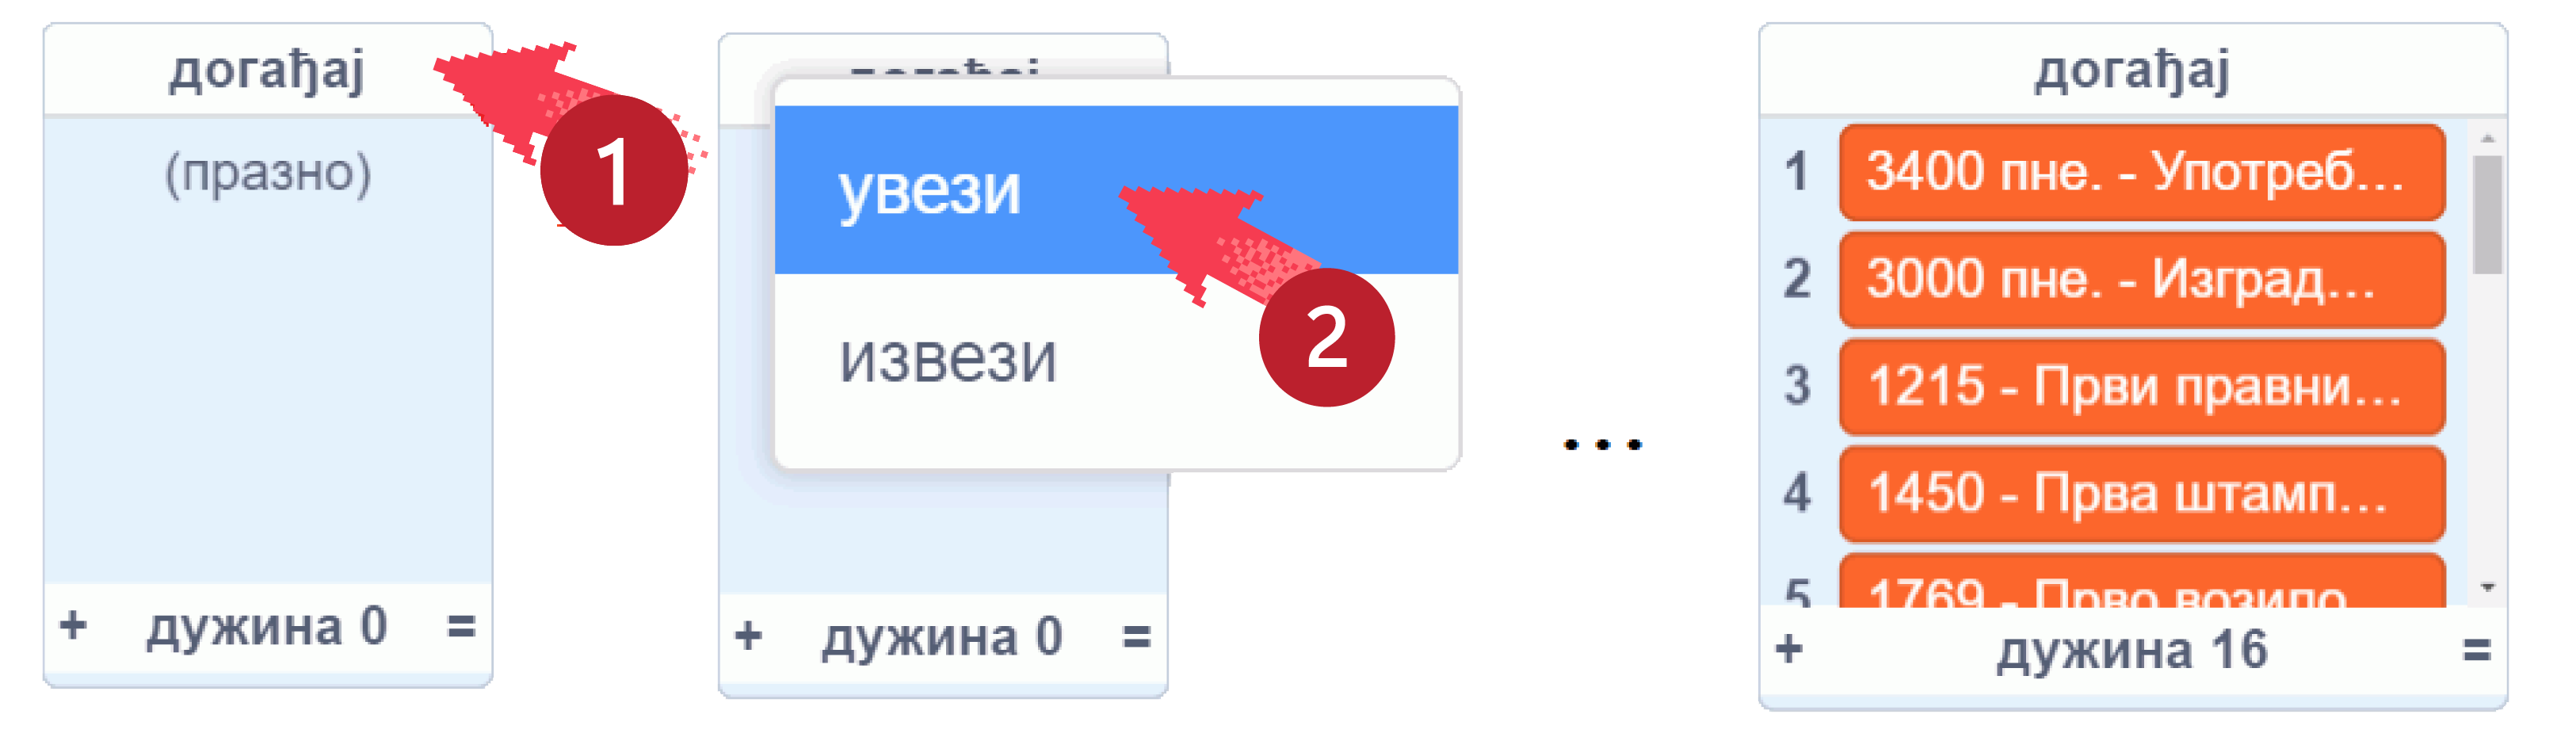 догађај
(празно)
+ дужина 0 =
1
догађај
увези
извези
2
+ дужина 0 =
...
догађај
1 3400 пне. - Употреб...
2 3000 пне. - Изград...
3 1215 - Први правни...
4 1450 - Прва штамп...
5 1769 - Прво возило
+ дужина 16 =